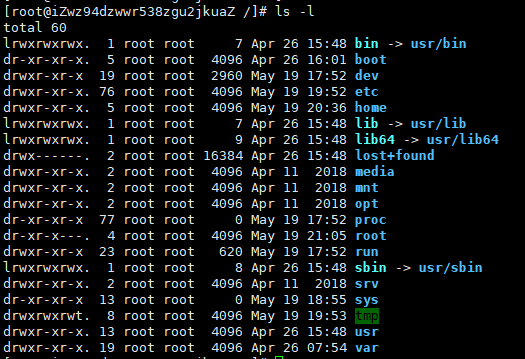 [root@iZwz94dzwwr538zgu2jkuaZ /]# ls -l
total 60
lrwxrwxrwx.  1 root root     7 Apr 26 15:48 bin -> usr/bin
dr-xr-xr-x.  5 root root  4096 Apr 26 16:01 boot
drwxr-xr-x  19 root root  2960 May 19 17:52 dev
drwxr-xr-x. 76 root root  4096 May 19 19:52 etc
drwxr-xr-x.  5 root root  4096 May 19 20:36 home
lrwxrwxrwx.  1 root root     7 Apr 26 15:48 lib -> usr/lib
lrwxrwxrwx.  1 root root     9 Apr 26 15:48 lib64 -> usr/lib64
drwx------.  2 root root 16384 Apr 26 15:48 lost+found
drwxr-xr-x.  2 root root  4096 Apr 11  2018 media
drwxr-xr-x.  2 root root  4096 Apr 11  2018 mnt
drwxr-xr-x.  2 root root  4096 Apr 11  2018 opt
dr-xr-xr-x  77 root root     0 May 19 17:52 proc
dr-xr-x---.  4 root root  4096 May 19 21:05 root
drwxr-xr-x  23 root root   620 May 19 17:52 run
lrwxrwxrwx.  1 root root     8 Apr 26 15:48 sbin -> usr/sbin
drwxr-xr-x.  2 root root  4096 Apr 11  2018 srv
dr-xr-xr-x  13 root root     0 May 19 18:55 sys
drwxrwxrwt.  8 root root  4096 May 19 19:53 tmp
drwxr-xr-x. 13 root root  4096 Apr 26 15:48 usr
drwxr-xr-x. 19 root root  4096 Apr 26 07:54 var